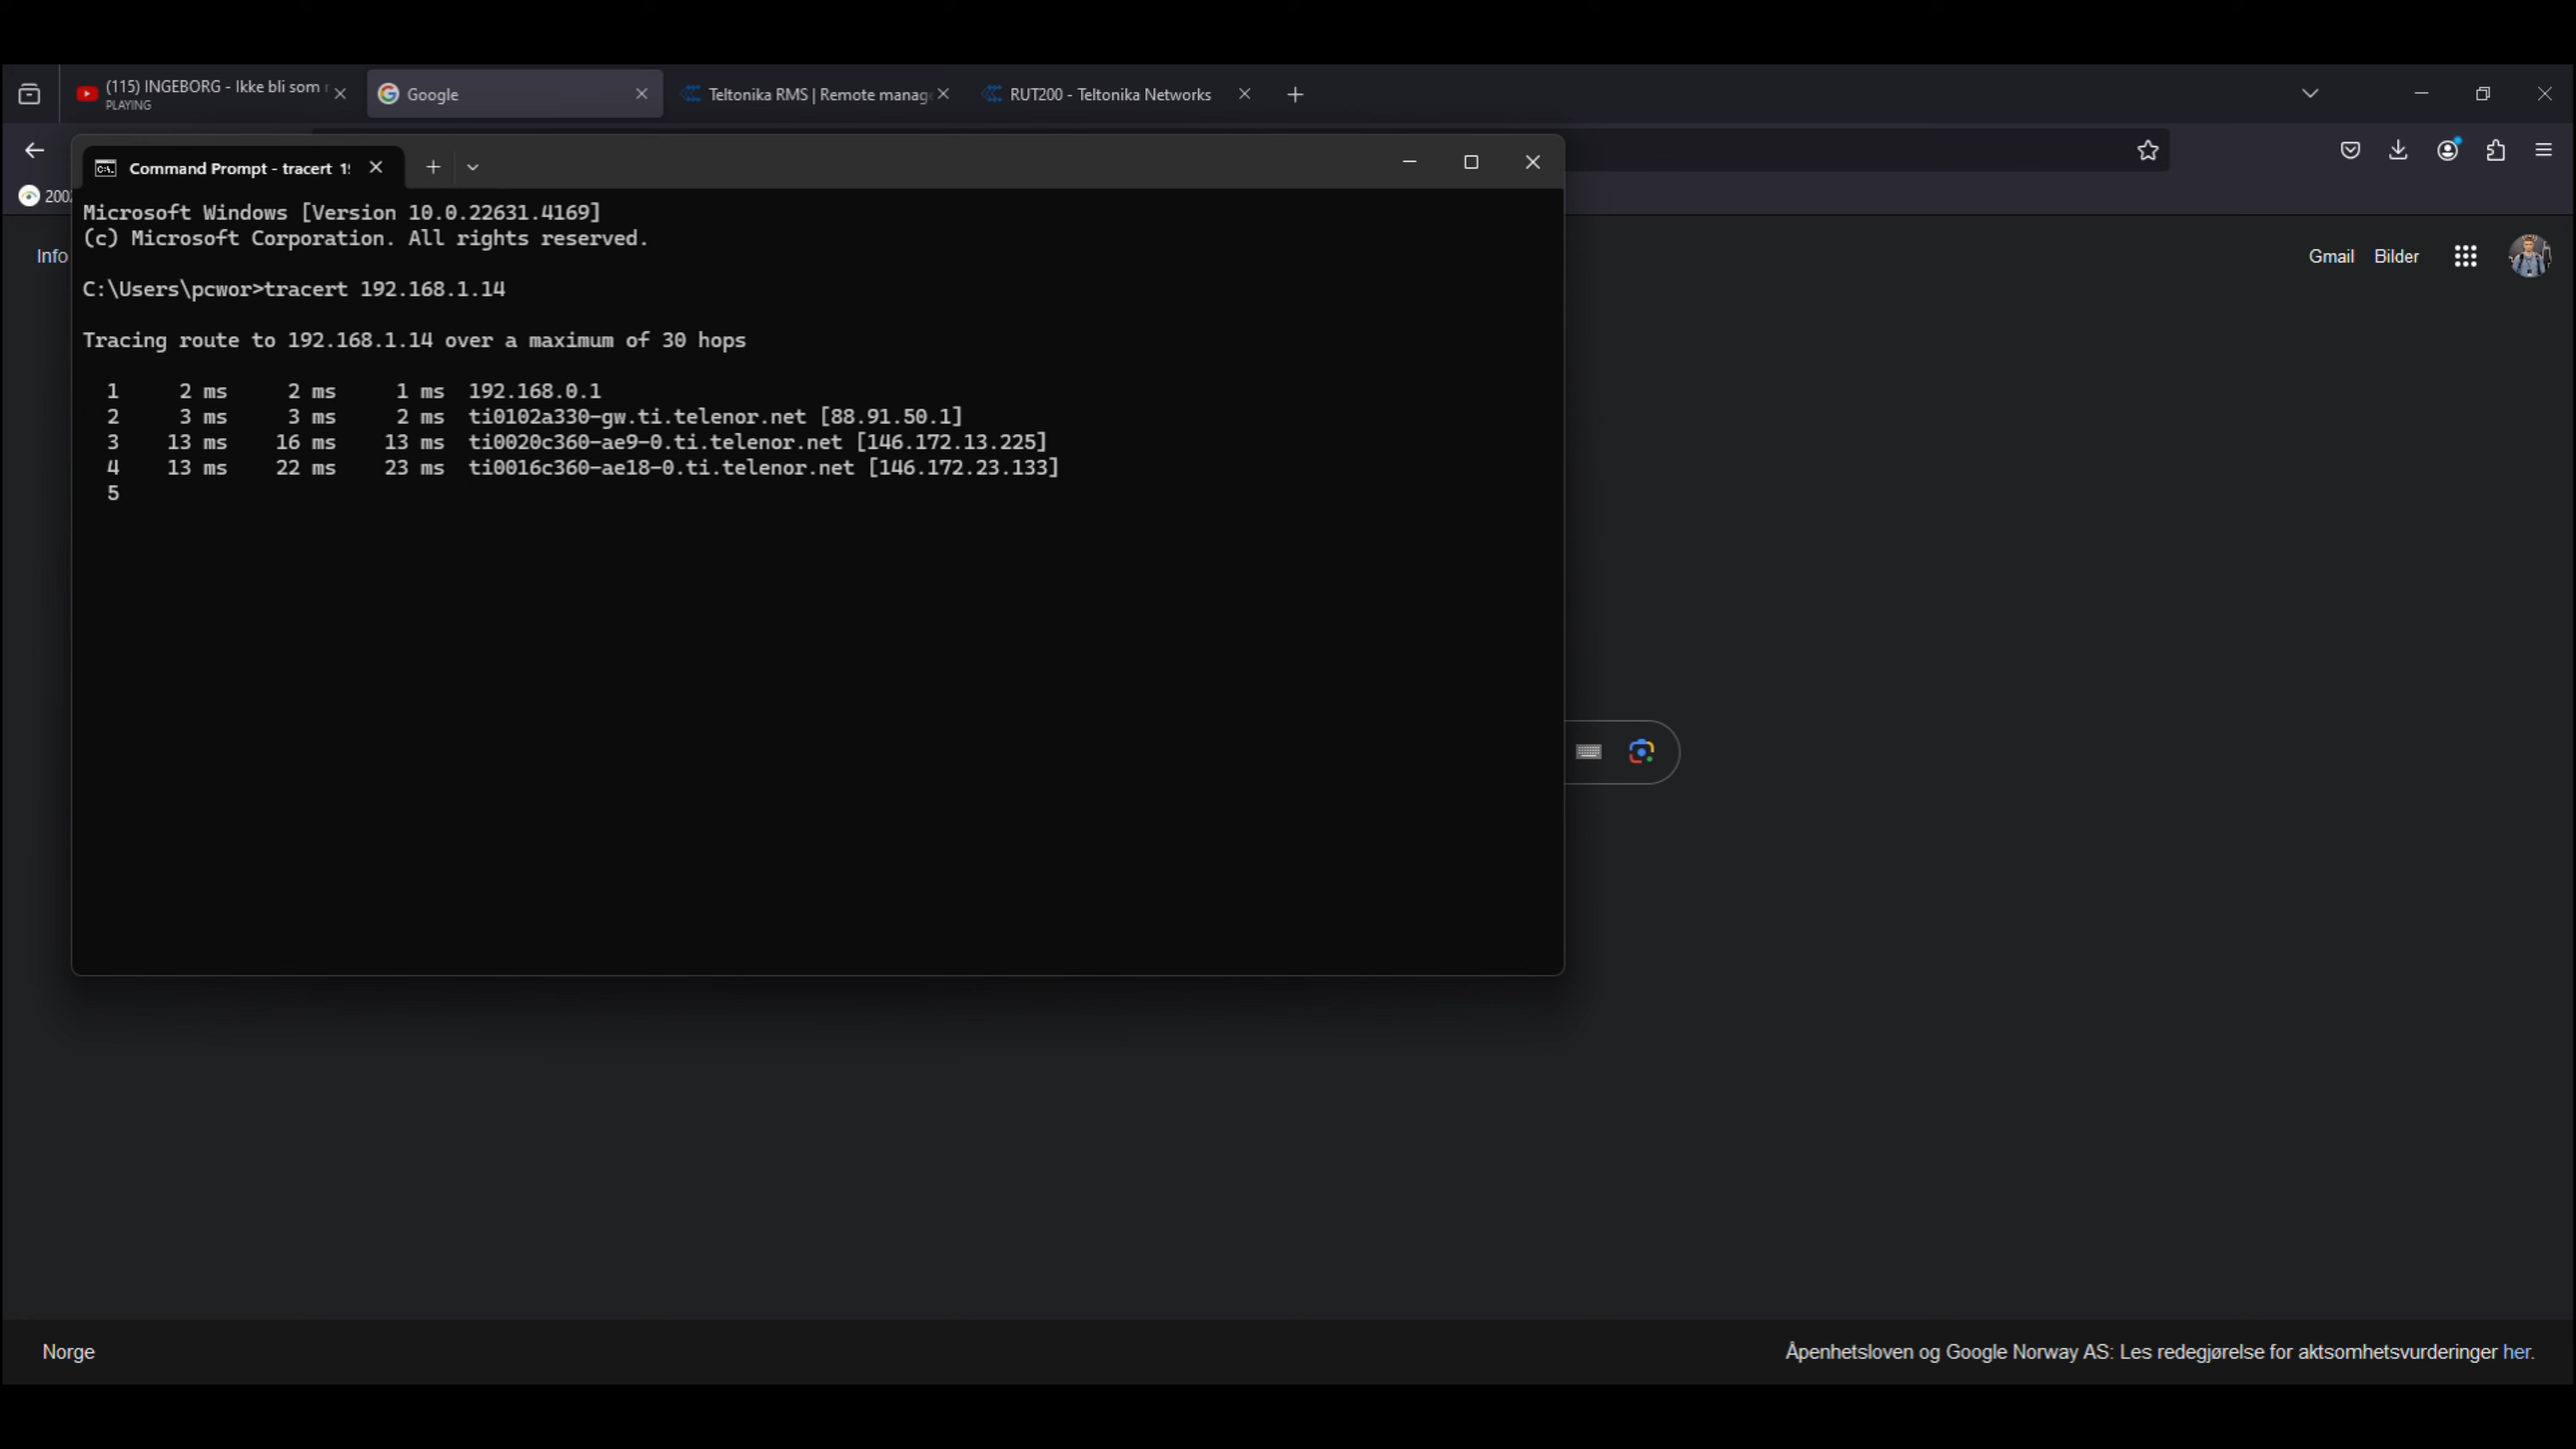 (115) INGEBORG - Ikke bli som
PLAYING
Google
Teltonika RMS | Remote manag
RUT200 - Teltonika Networks
Command Prompt - tracert 1
Info
Gmail Bilder
Microsoft Windows [Version 10.0.22631.4169]
(c) Microsoft Corporation. All rights reserved.
C:\Users\pcwor>tracert 192.168.1.14
Tracing route to 192.168.1.14 over a maximum of 30 hops
1 2 ms 2 ms 1 ms 192.168.0.1
2 3 ms 3 ms 2 ms ti0102a330-gw.ti.telenor.net [88.91.50.1]
3 13 ms 16 ms 13 ms ti0020c360-ae9-0.ti.telenor.net [146.172.13.225]
4 13 ms 22 ms 23 ms ti0016c360-ae18-0.ti.telenor.net [146.172.23.133]
5
Norge
Åpenhetsloven og Google Norway AS: Les redegjørelse for aktsomhetsvurderinger her.